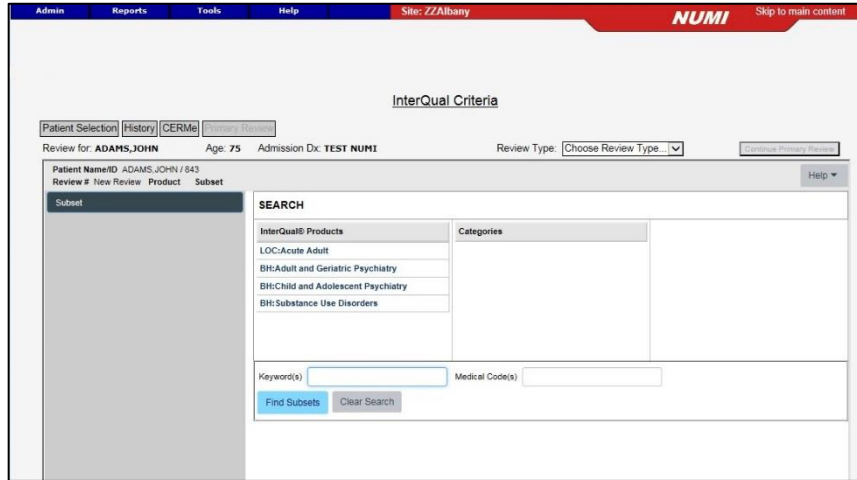 Admin Reports Tools Help Site: ZZAlbany NUMI Skip to main content
InterQual Criteria
Patient Selection History CERMe Primary Review
Review for: ADAMS,JOHN Age: 75 Admission Dx: TEST NUMI Review Type: Choose Review Type... Continue Primary Review
Patient Name/ID ADAMS,JOHN / 843 Help
Review # New Review Product Subset
Subset
SEARCH
InterQual® Products Categories
LOC:Acute Adult
BH:Adult and Geriatric Psychiatry
BH:Child and Adolescent Psychiatry
BH:Substance Use Disorders
Keyword(s) Medical Code(s)
Find Subsets Clear Search